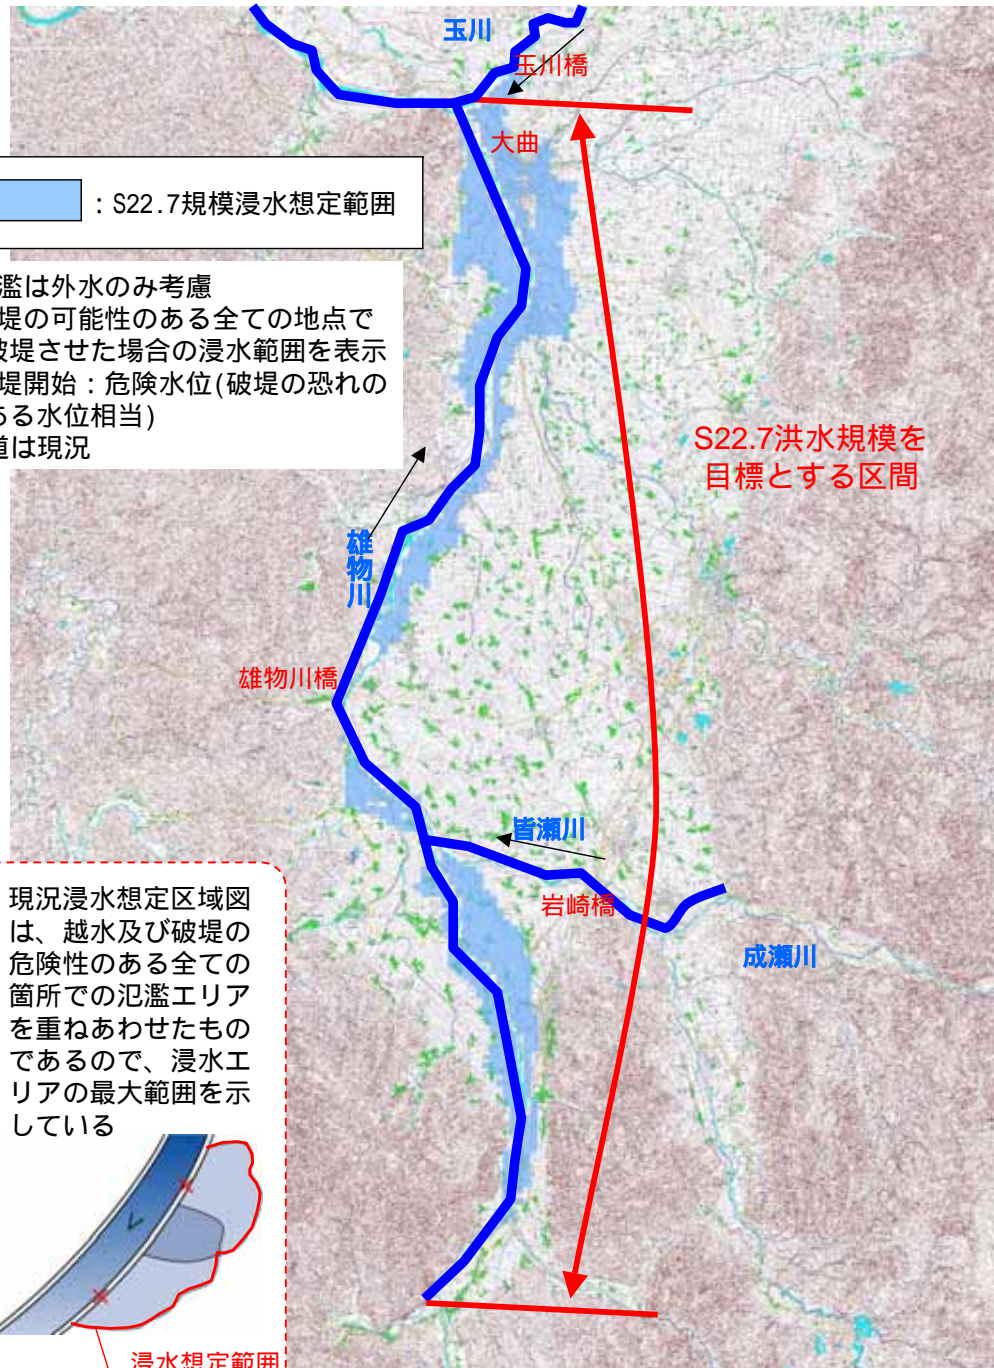 玉川
玉川橋
大曲
：S22.7規模浸水想定範囲
濫は外水のみ考慮
堤の可能性のある全ての地点で
破堤させた場合の浸水範囲を表示
堤開始：危険水位(破堤の恐れの
ある水位相当)
道は現況
S22.7洪水規模を
目標とする区間
雄物川
雄物川橋
皆瀬川
岩崎橋
成瀬川
現況浸水想定区域図
は、越水及び破堤の
危険性のある全ての
箇所での氾濫エリア
を重ねあわせたもの
であるので、浸水エ
リアの最大範囲を示
している
浸水想定範囲